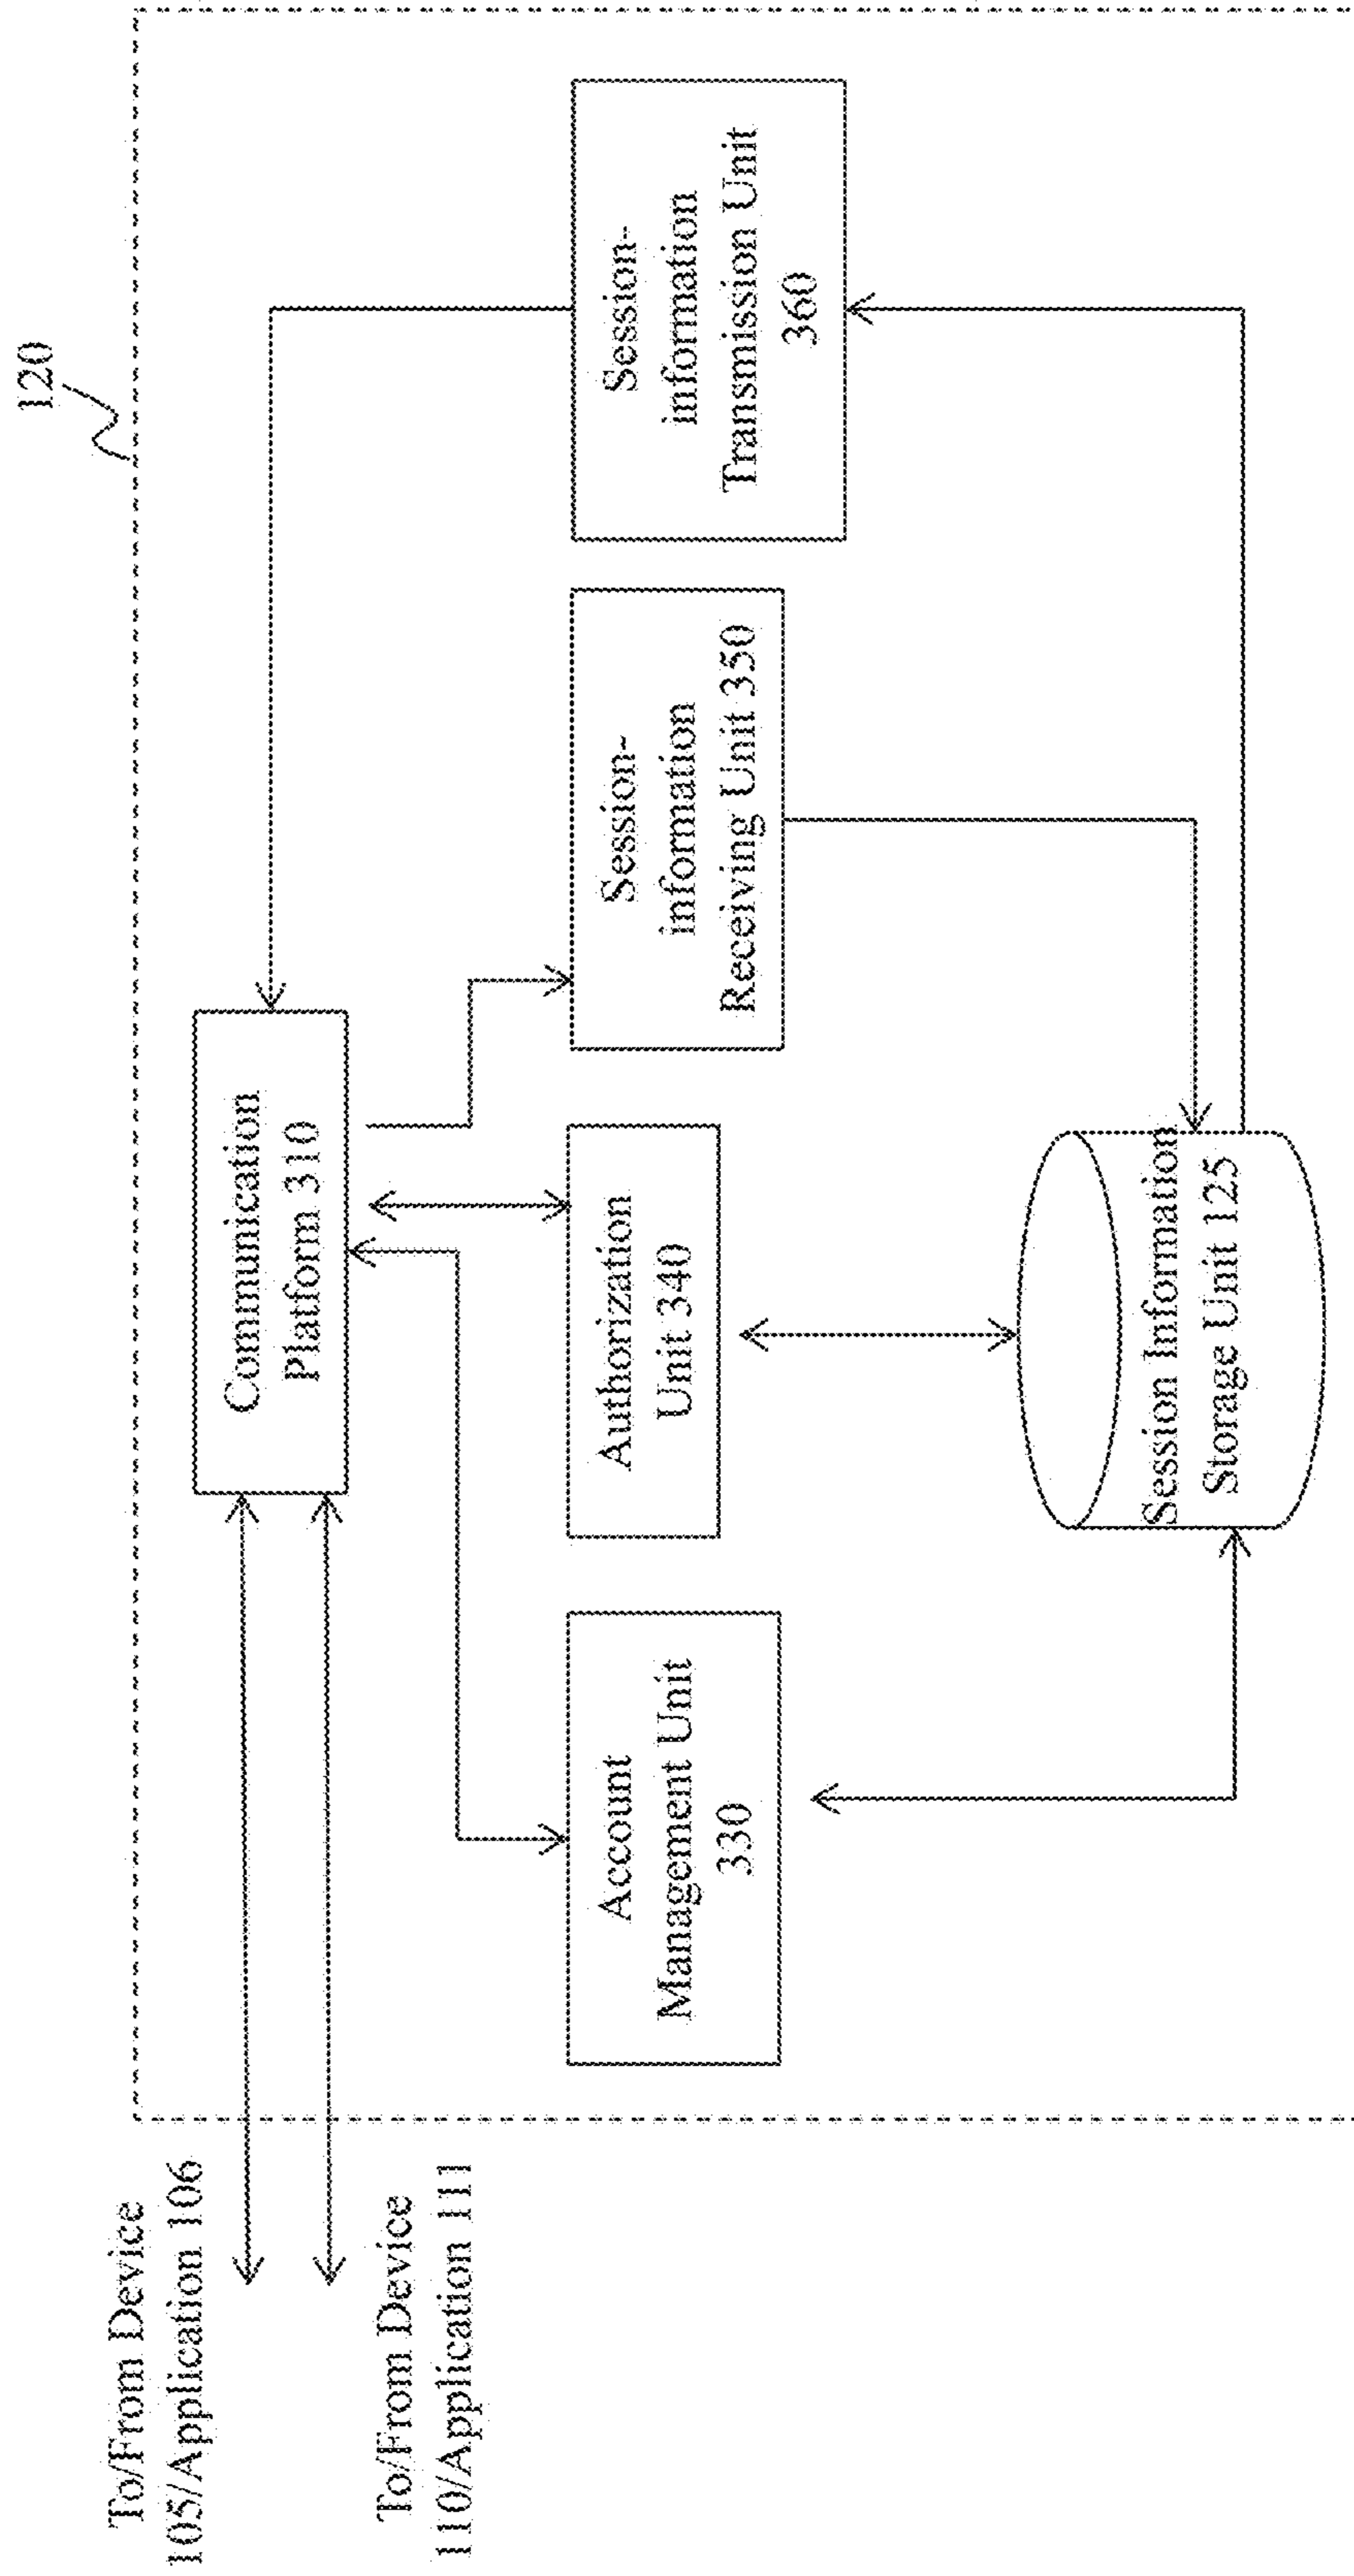 120
To/From Device
105/Application 106
To/From Device
110/Application 111
Communication
Platform 310
Account
Management Unit
330
Authorization
Unit 340
Session-
information
Receiving Unit 350
Session-
information
Transmission Unit
360
Session Information
Storage Unit 125